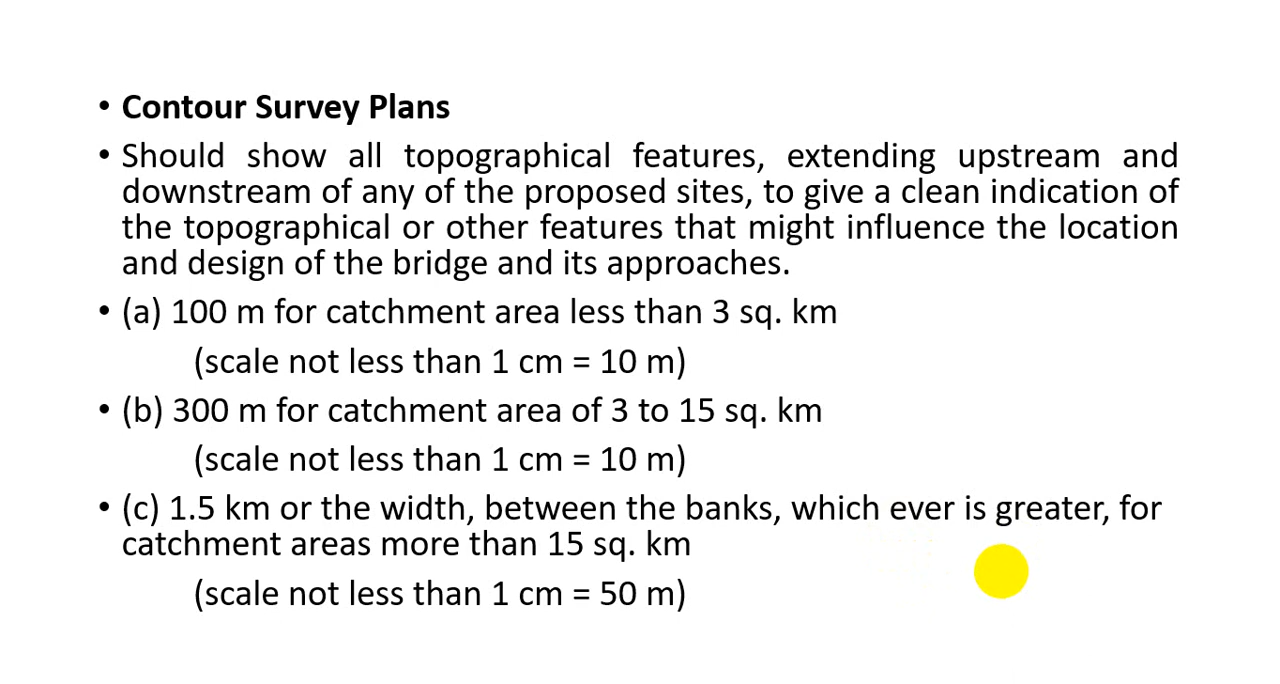 • Contour Survey Plans
• Should show all topographical features, extending upstream and
downstream of any of the proposed sites, to give a clean indication of
the topographical or other features that might influence the location
and design of the bridge and its approaches.
• (a) 100 m for catchment area less than 3 sq. km
(scale not less than 1 cm = 10 m)
• (b) 300 m for catchment area of 3 to 15 sq. km
(scale not less than 1 cm = 10 m)
• (c) 1.5 km or the width, between the banks, which ever is greater, for
catchment areas more than 15 sq. km
(scale not less than 1 cm = 50 m)